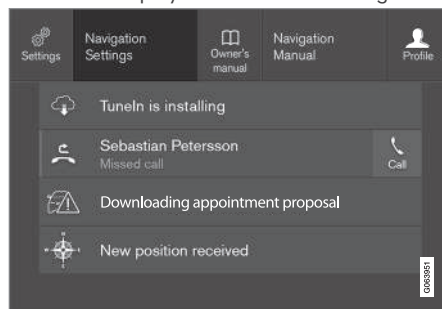 Settings
Navigation
Settings
Owner's
manual
Navigation
Manual
Profile
TuneIn is installing
Sebastian Petersson
Missed call
Call
Downloading appointment proposal
New position received
G063951